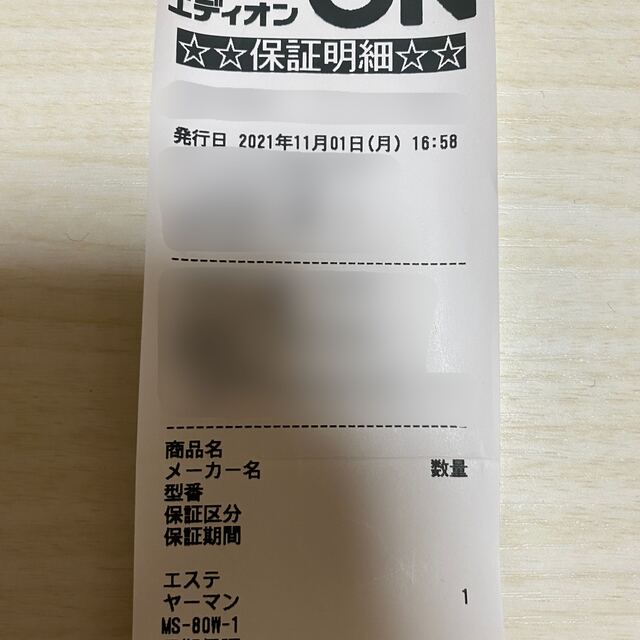 エディオン
☆☆保証明細☆☆
発行日 2021年11月01日(月) 16:58
商品名
メーカー名 数量
型番
保証区分
保証期間
エステ
ヤーマン 1
MS-80W-1